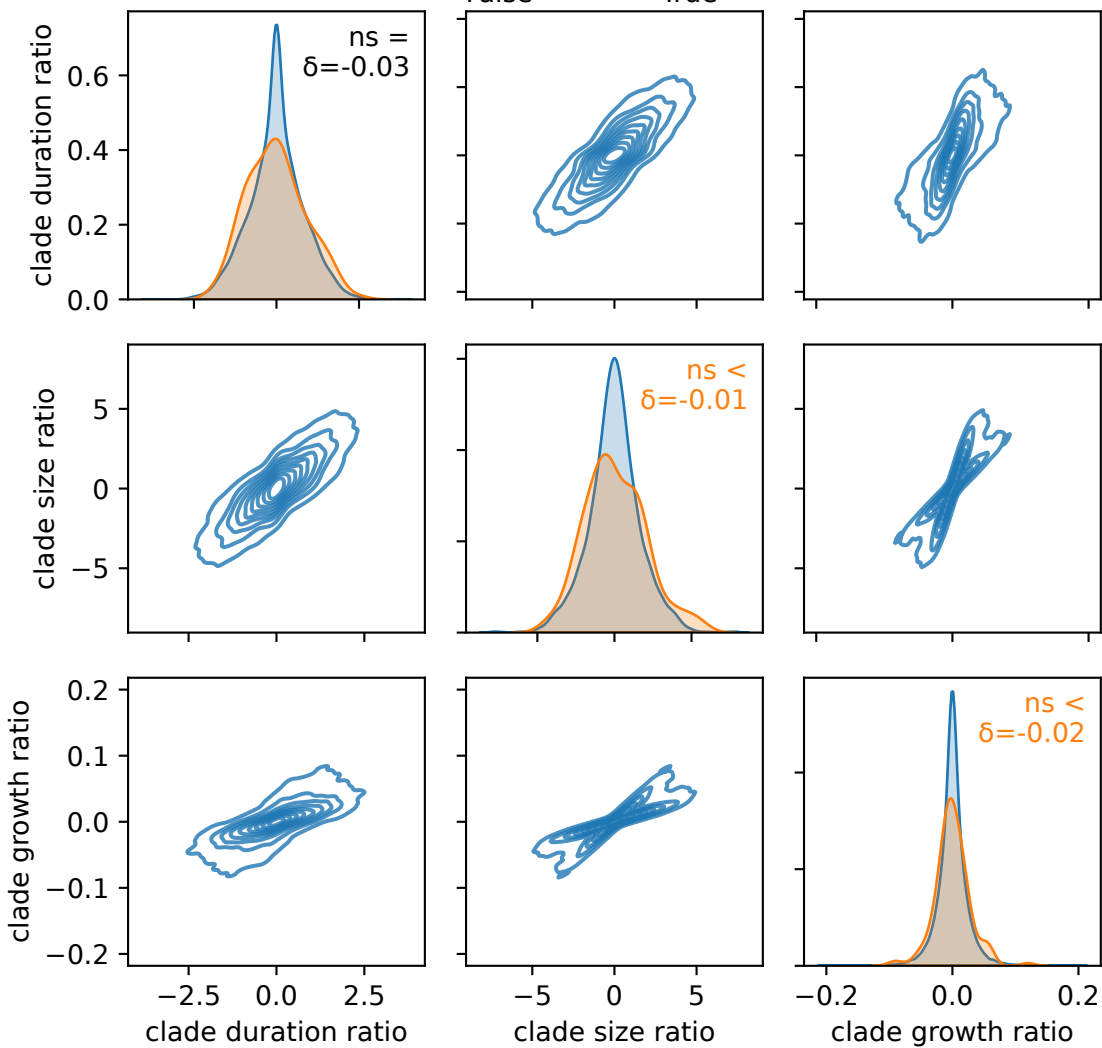 clade duration ratio
0.6
0.4
0.2
0.0
ns =
δ=-0.03
clade size ratio
5
0
−5
ns <
δ=-0.01
clade growth ratio
0.2
0.1
0.0
−0.1
−0.2
ns <
δ=-0.02
−2.5 0.0 2.5
−5 0 5
−0.2 0.0 0.2
clade duration ratio
clade size ratio
clade growth ratio